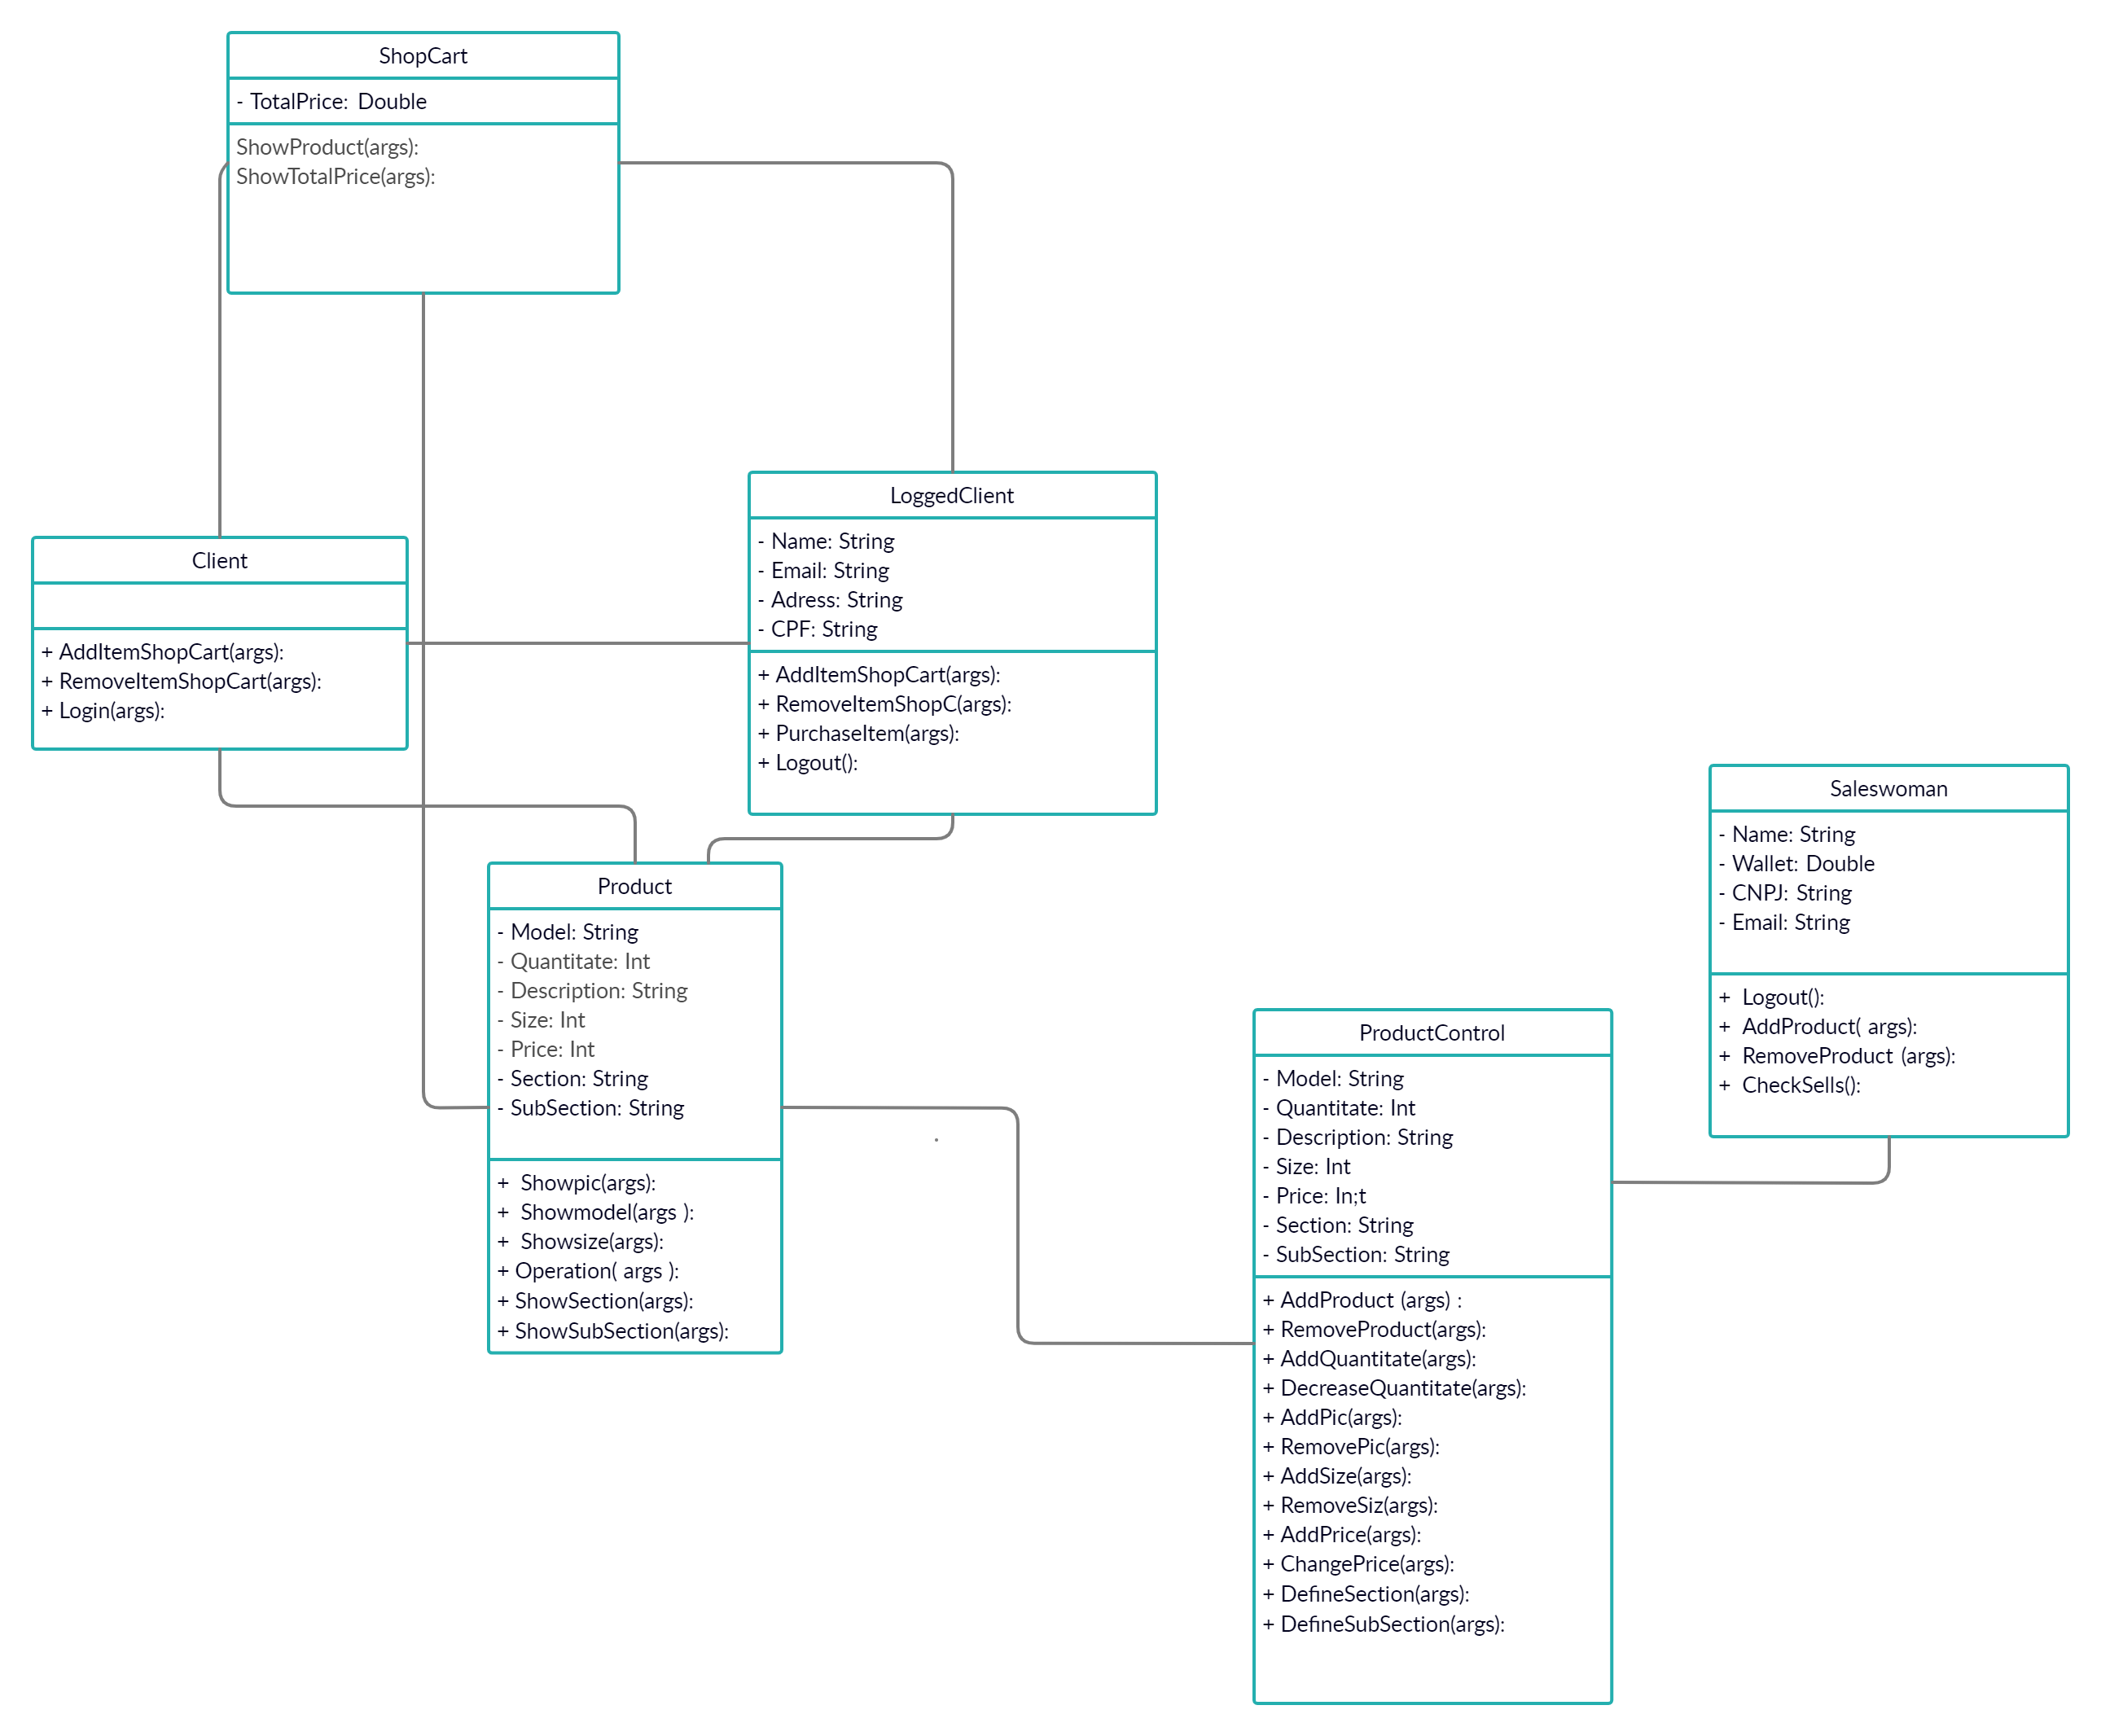 ShopCart
- TotalPrice: Double
ShowProduct(args):
ShowTotalPrice(args):
LoggedClient
- Name: String
- Email: String
- Adress: String
- CPF: String
+ AddItemShopCart(args):
+ RemoveItemShopC(args):
+ PurchaseItem(args):
+ Logout():
Client
+ AddItemShopCart(args):
+ RemoveItemShopCart(args):
+ Login(args):
Saleswoman
- Name: String
- Wallet: Double
- CNPJ: String
- Email: String
+ Logout():
+ AddProduct( args):
+ RemoveProduct (args):
+ CheckSells():
Product
- Model: String
- Quantitate: Int
- Description: String
- Size: Int
- Price: Int
- Section: String
- SubSection: String
+ Showpic(args):
+ Showmodel(args ):
+ Showsize(args):
+ Operation( args ):
+ ShowSection(args):
+ ShowSubSection(args):
ProductControl
- Model: String
- Quantitate: Int
- Description: String
- Size: Int
- Price: In;t
- Section: String
- SubSection: String
+ AddProduct (args) :
+ RemoveProduct(args):
+ AddQuantitate(args):
+ DecreaseQuantitate(args):
+ AddPic(args):
+ RemovePic(args):
+ AddSize(args):
+ RemoveSiz(args):
+ AddPrice(args):
+ ChangePrice(args):
+ DefineSection(args):
+ DefineSubSection(args):